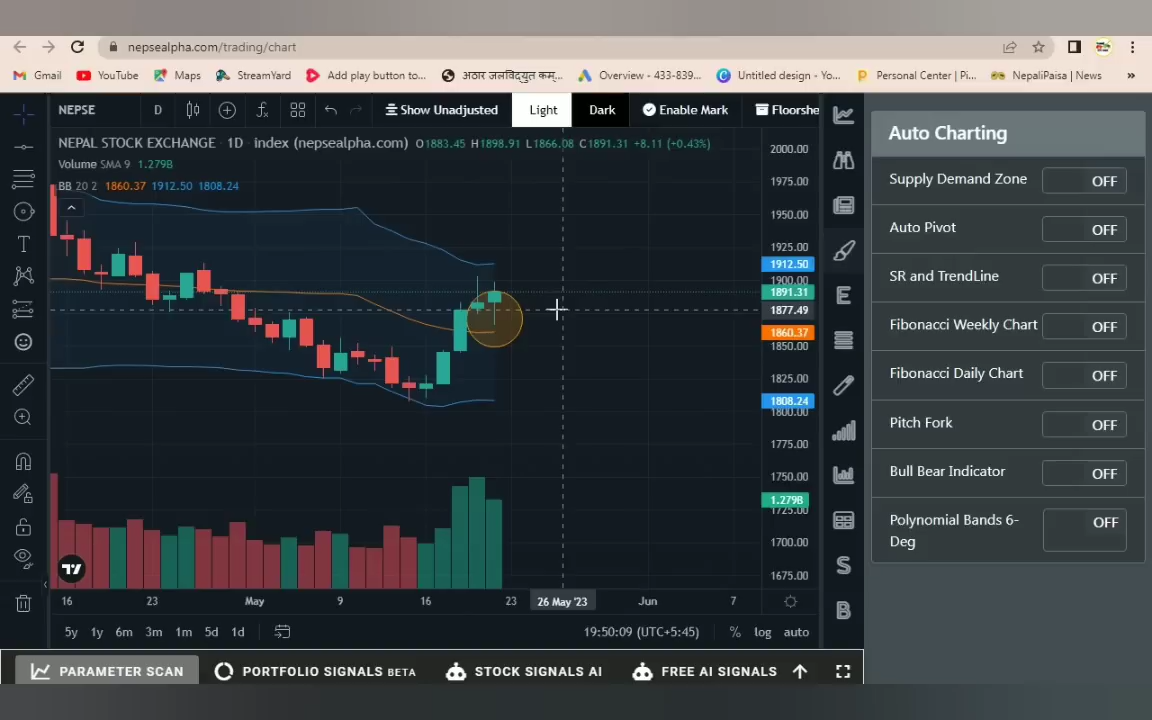 nepsealpha.com/trading/chart
Gmail YouTube Maps StreamYard Add play button to... अठार जलविद्युत कम्... Overview - 433-839... Untitled design - Yo... Personal Center | Pi... NepaliPaisa | News »
NEPSE D Show Unadjusted Light Dark Enable Mark Floorshe
NEPAL STOCK EXCHANGE · 1D · index (nepsealpha.com) O1883.45 H1898.91 L1866.08 C1891.31 +8.11 (+0.43%)
Volume SMA 9 1.279B
BB 20 2 1860.37 1912.50 1808.24
2000.00
1975.00
1950.00
1925.00
1912.50
1900.00
1891.31
1877.49
1860.37
1850.00
1825.00
1808.24
1800.00
1775.00
1750.00
1.279B
1725.00
1700.00
1675.00
16 23 May 9 16 23 26 May '23 Jun 7
5y 1y 6m 3m 1m 5d 1d 19:50:09 (UTC+5:45) % log auto
PARAMETER SCAN PORTFOLIO SIGNALS BETA STOCK SIGNALS AI FREE AI SIGNALS
E
S
B
Auto Charting
Supply Demand Zone OFF
Auto Pivot OFF
SR and TrendLine OFF
Fibonacci Weekly Chart OFF
Fibonacci Daily Chart OFF
Pitch Fork OFF
Bull Bear Indicator OFF
Polynomial Bands 6- OFF
Deg